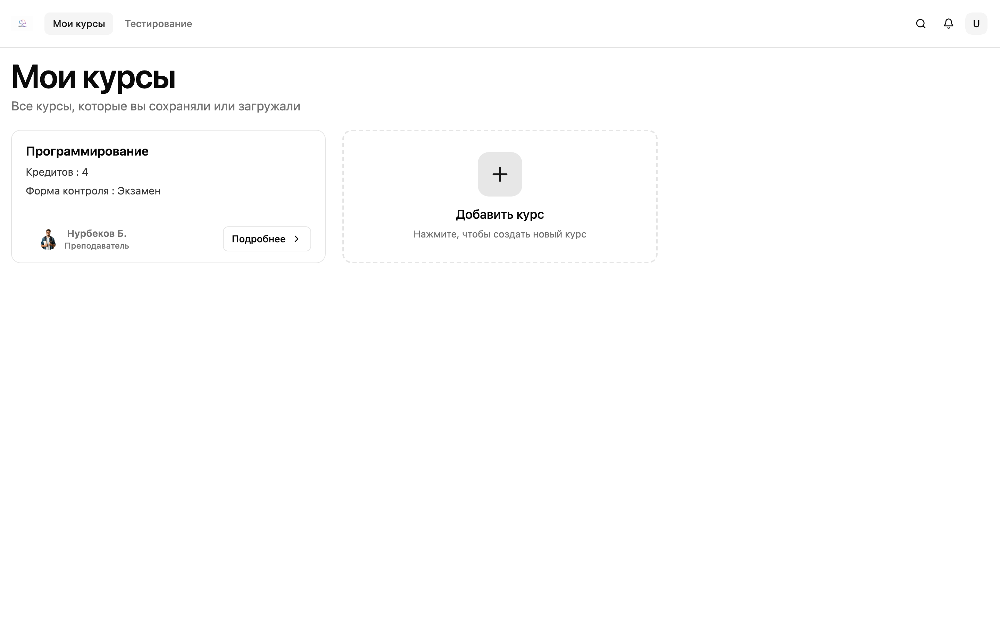 Мои курсы
Тестирование
U
Мои курсы
Все курсы, которые вы сохраняли или загружали
Программирование
Кредитов : 4
Форма контроля : Экзамен
Нурбеков Б.
Преподаватель
Подробнее
Добавить курс
Нажмите, чтобы создать новый курс